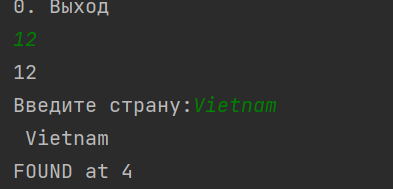 0. Выход
12
12
Введите страну:Vietnam
 Vietnam
FOUND at 4